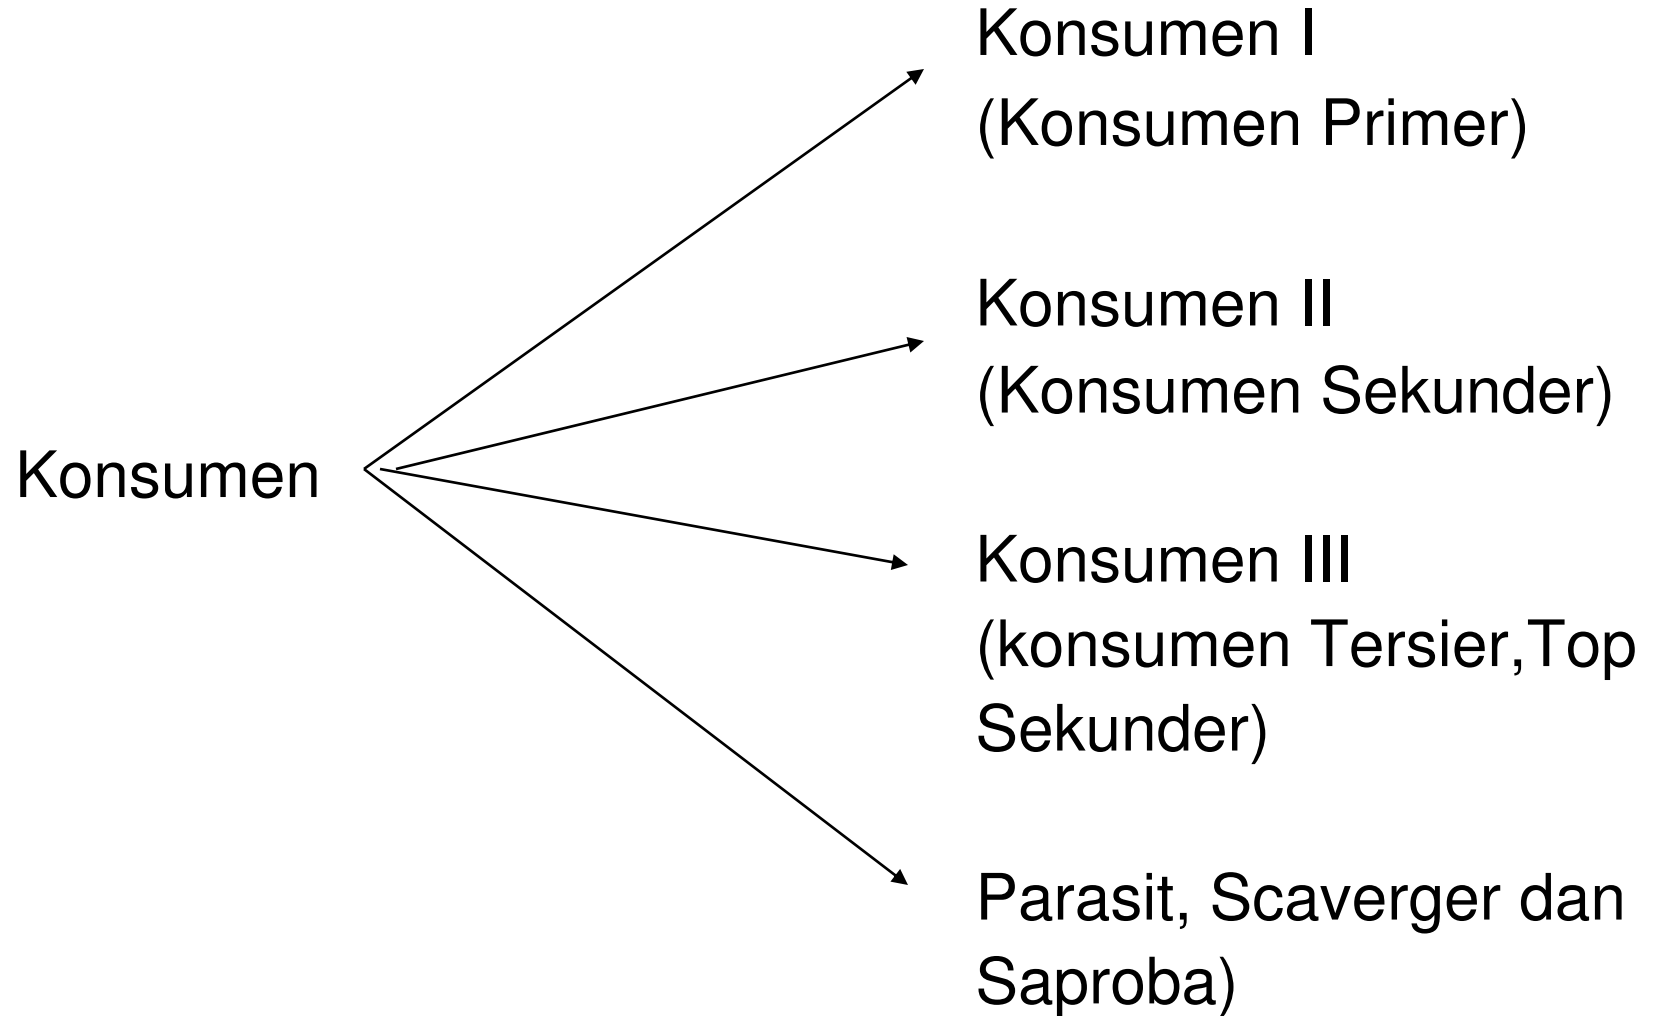 Konsumen I
(Konsumen Primer)
Konsumen II
(Konsumen Sekunder)
Konsumen
Konsumen III
(konsumen Tersier,Top
Sekunder)
Parasit, Scaverger dan
Saproba)